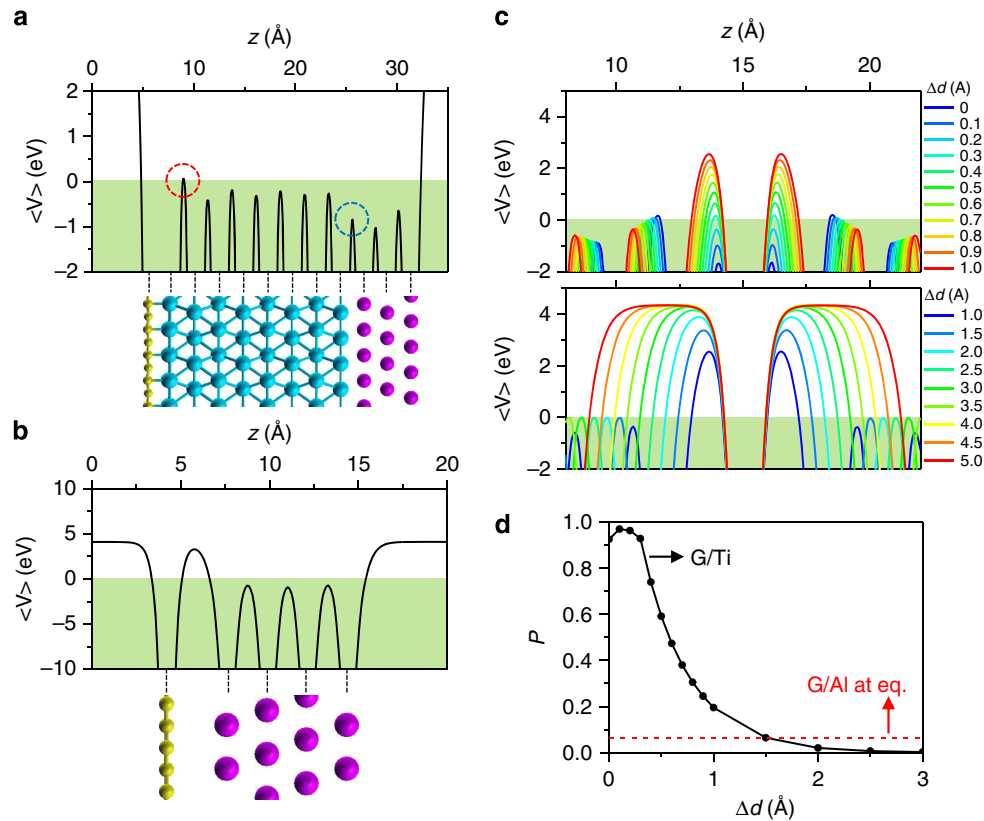 a
z (Å)
0 10 20 30
2
1
0
−1
−2
<V> (eV)
b
z (Å)
0 5 10 15 20
10
5
0
−5
−10
<V> (eV)
c
z (Å)
10 15 20
4
2
0
−2
<V> (eV)
Δd (A)
0
0.1
0.2
0.3
0.4
0.5
0.6
0.7
0.8
0.9
1.0
4
2
0
−2
<V> (eV)
Δd (A)
1.0
1.5
2.0
2.5
3.0
3.5
4.0
4.5
5.0
d
1.0
0.8
0.6
0.4
0.2
0.0
P
G/Ti
G/Al at eq.
0 1 2 3
Δd (Å)